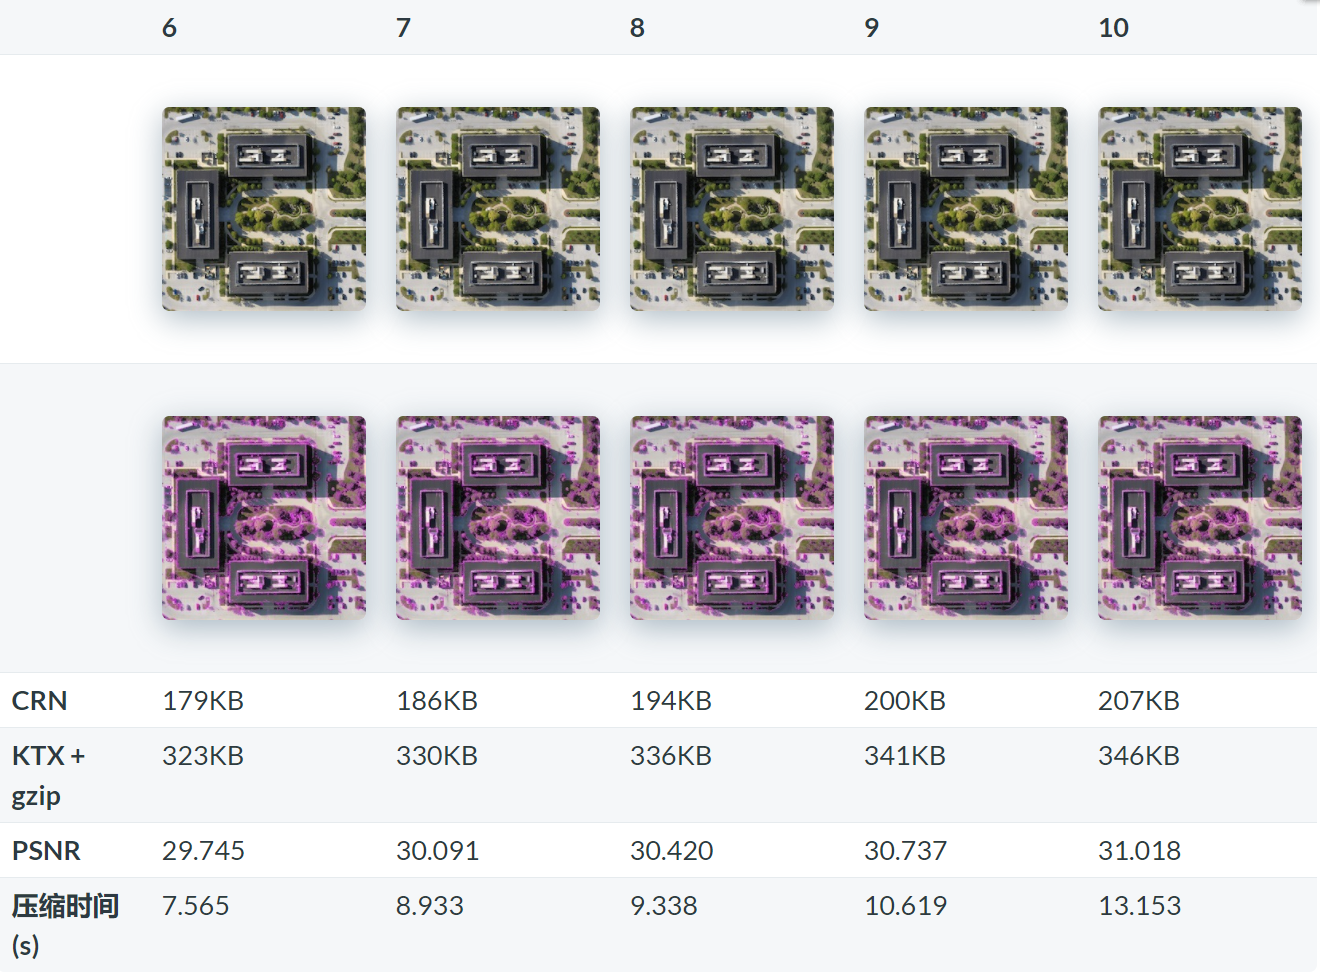 6 7 8 9 10
CRN 179KB 186KB 194KB 200KB 207KB
KTX + 323KB 330KB 336KB 341KB 346KB
gzip
PSNR 29.745 30.091 30.420 30.737 31.018
压缩时间 7.565 8.933 9.338 10.619 13.153
(s)